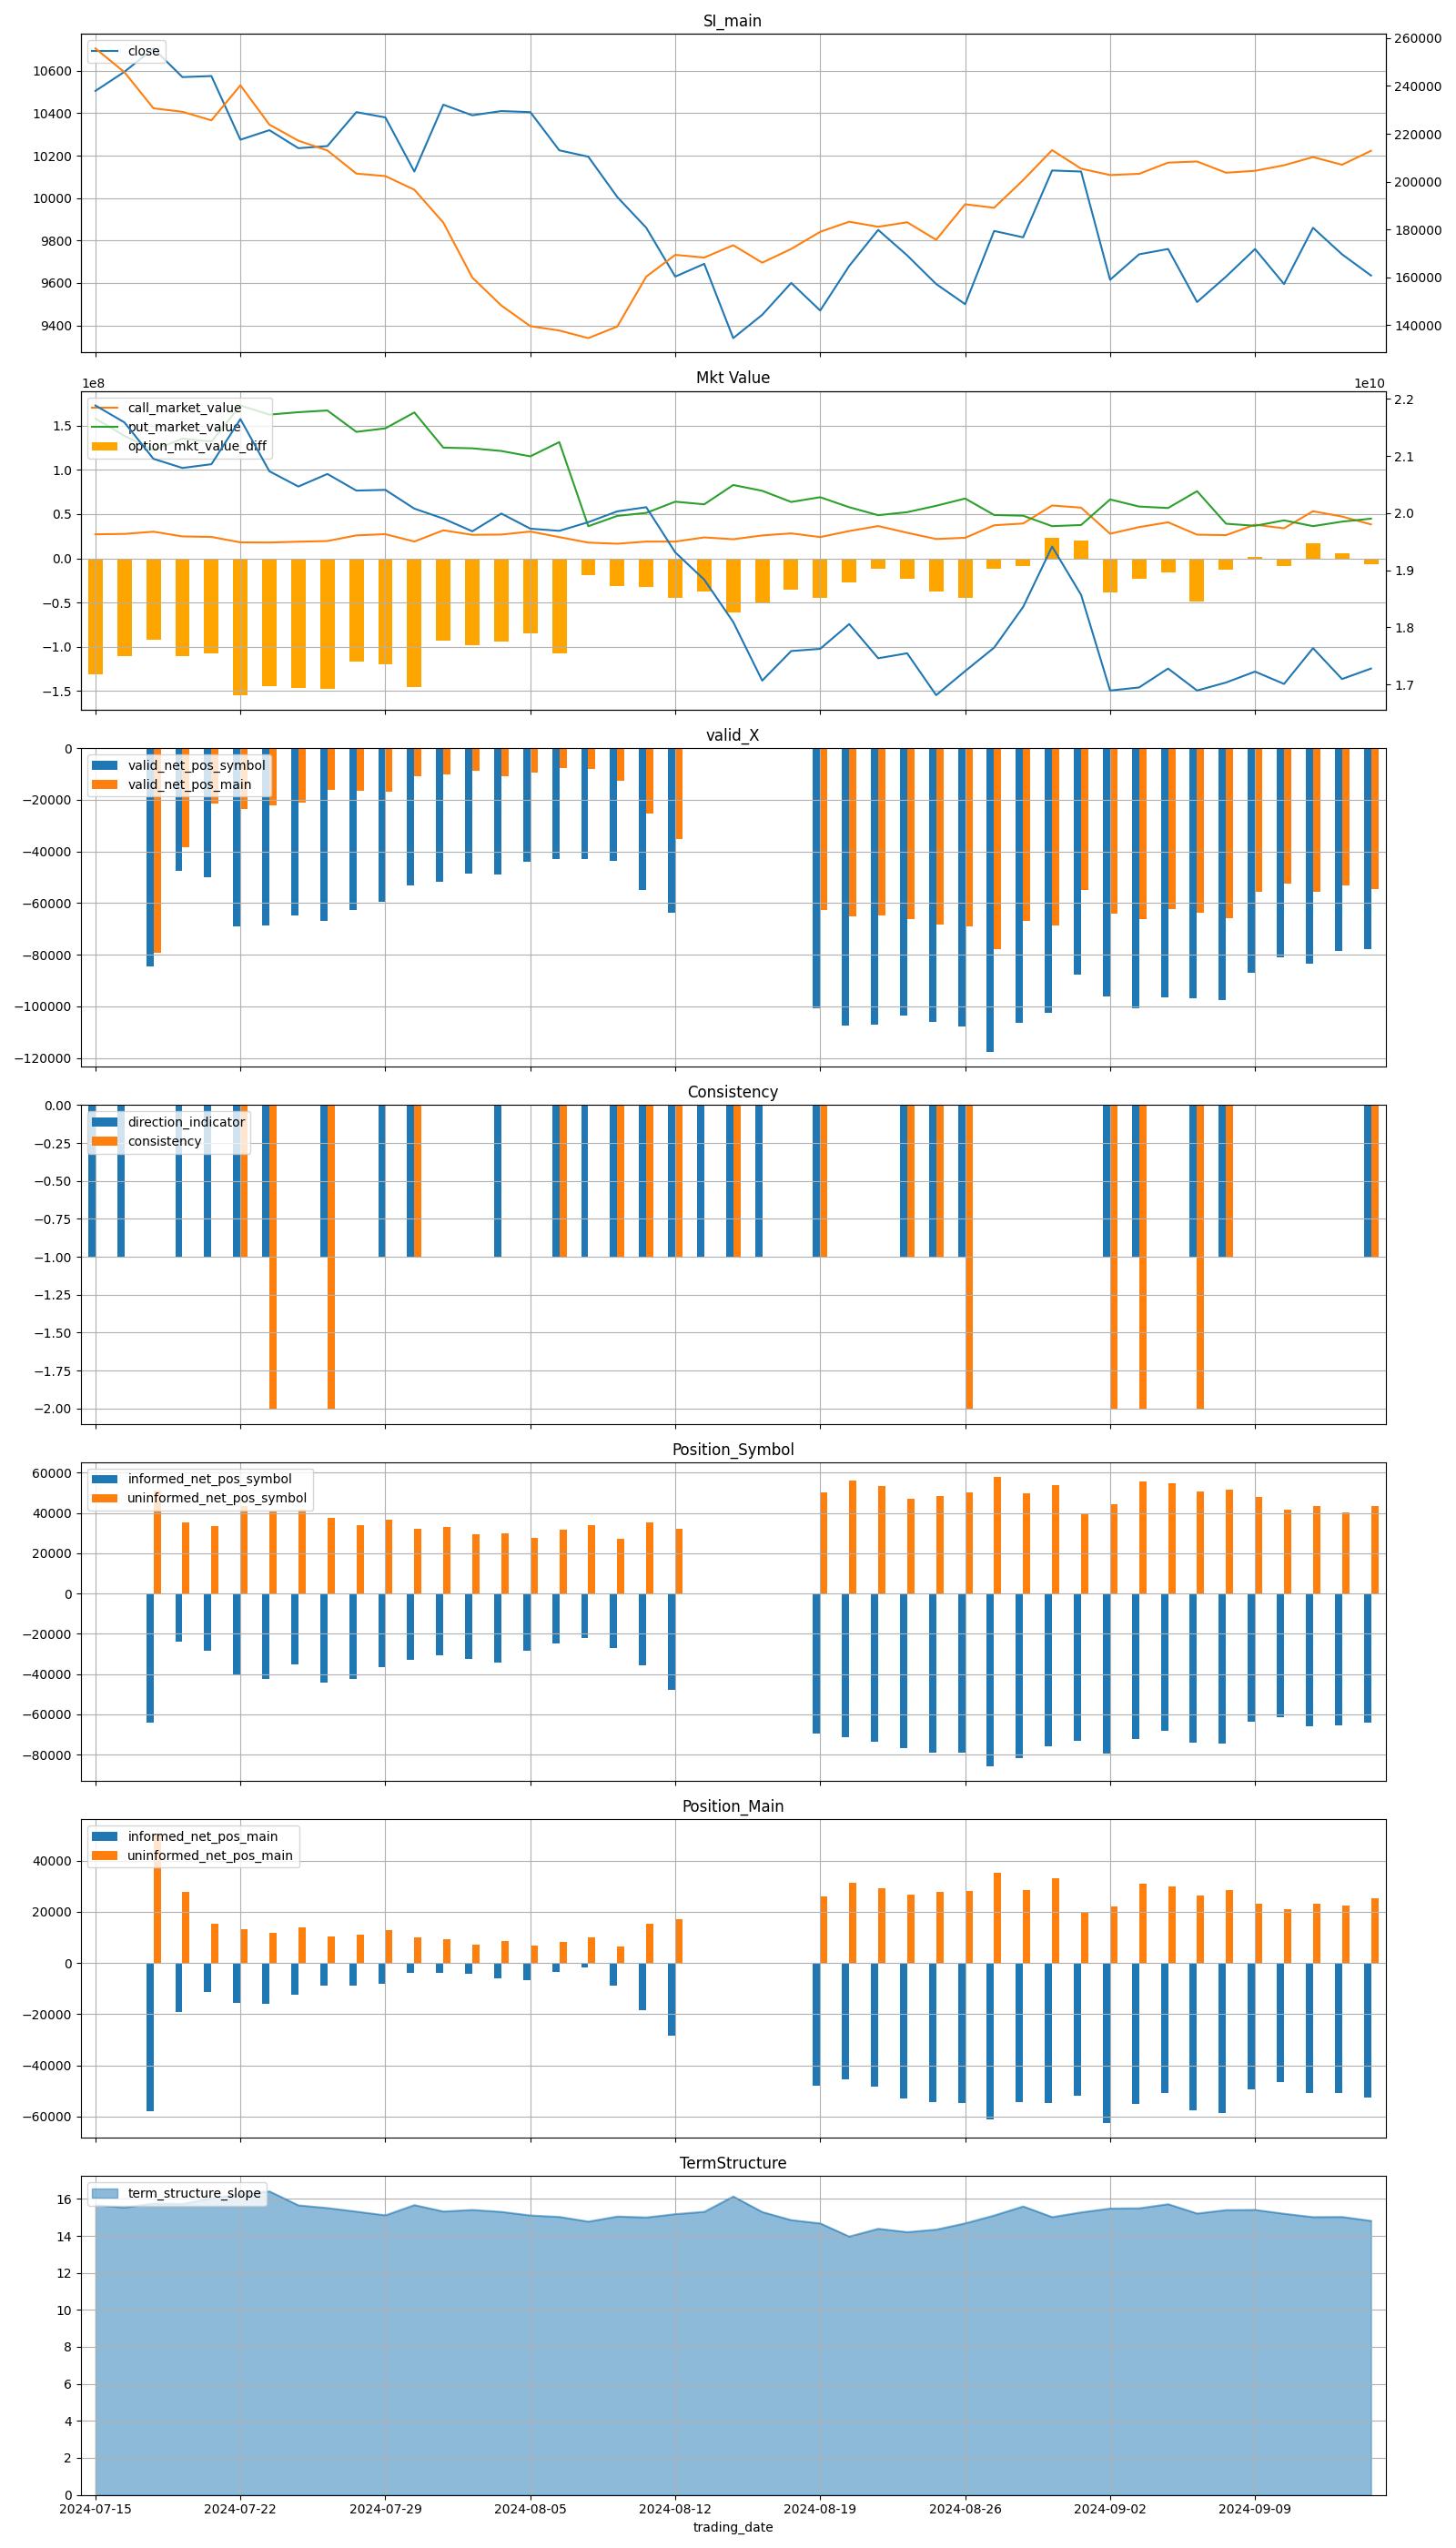 SI_main
close
10600
10400
10200
10000
9800
9600
9400
260000
240000
220000
200000
180000
160000
140000
Mkt Value
1e8
1e10
call_market_value
put_market_value
option_mkt_value_diff
1.5
1.0
0.5
0.0
−0.5
−1.0
−1.5
2.2
2.1
2.0
1.9
1.8
1.7
valid_X
valid_net_pos_symbol
valid_net_pos_main
0
−20000
−40000
−60000
−80000
−100000
−120000
Consistency
direction_indicator
consistency
0.00
−0.25
−0.50
−0.75
−1.00
−1.25
−1.50
−1.75
−2.00
Position_Symbol
informed_net_pos_symbol
uninformed_net_pos_symbol
60000
40000
20000
0
−20000
−40000
−60000
−80000
Position_Main
informed_net_pos_main
uninformed_net_pos_main
40000
20000
0
−20000
−40000
−60000
TermStructure
term_structure_slope
16
14
12
10
8
6
4
2
0
2024-07-15 2024-07-22 2024-07-29 2024-08-05 2024-08-12 2024-08-19 2024-08-26 2024-09-02 2024-09-09
trading_date